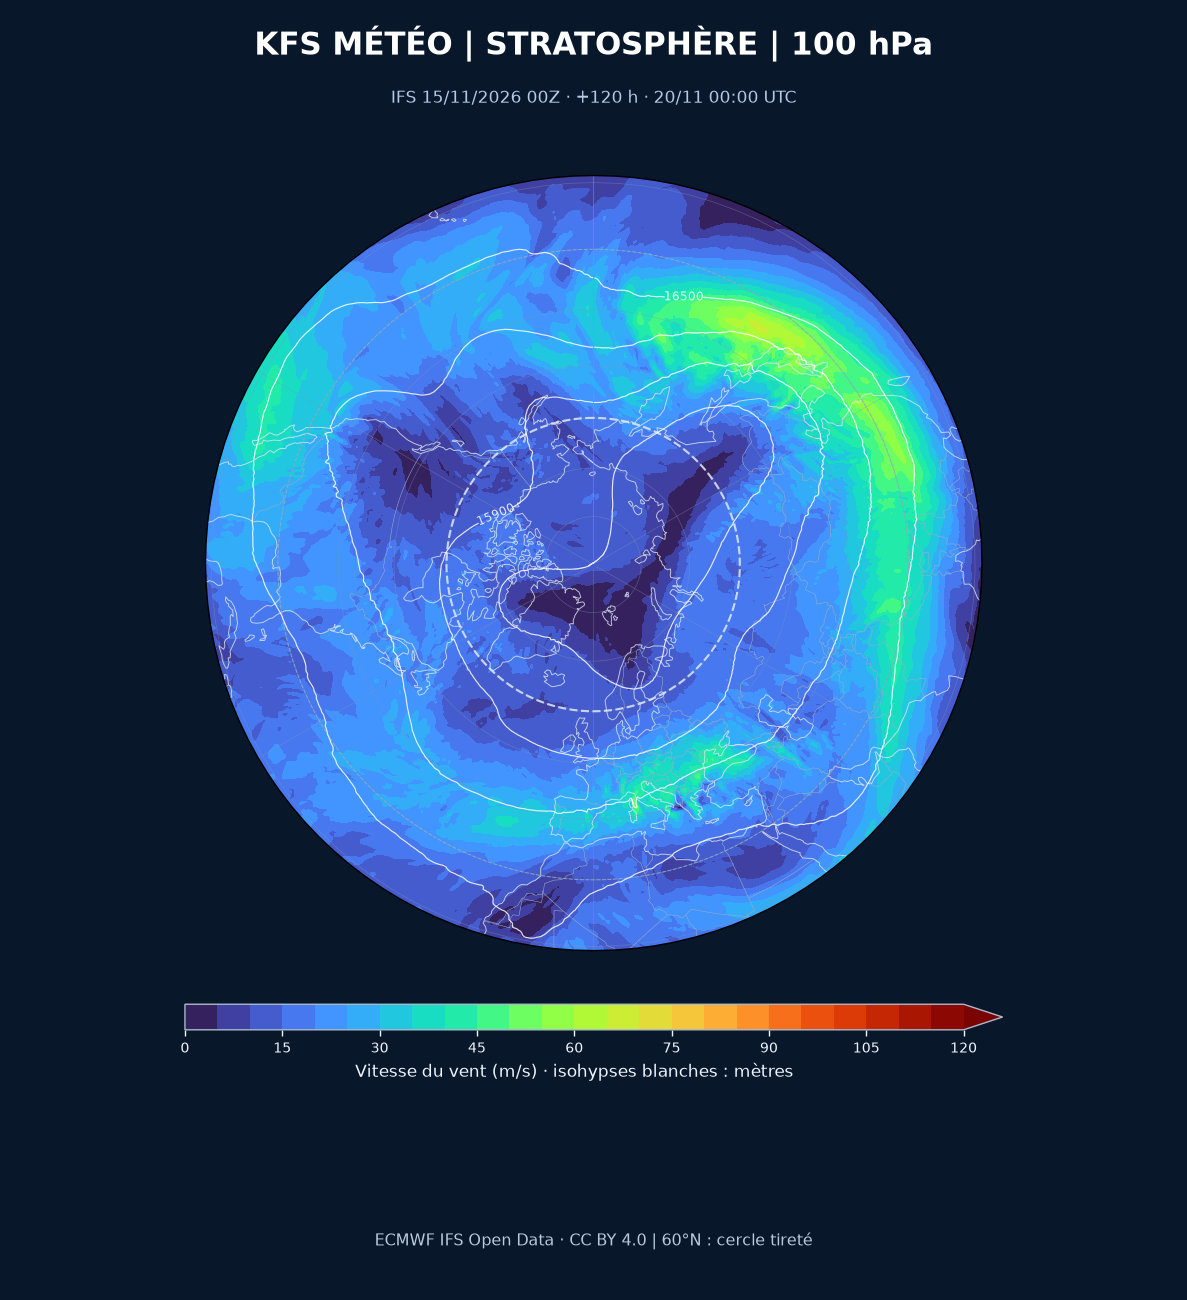 KFS MÉTÉO | STRATOSPHÈRE | 100 hPa
IFS 15/11/2026 00Z · +120 h · 20/11 00:00 UTC
16500
15900
0 15 30 45 60 75 90 105 120
Vitesse du vent (m/s) · isohypses blanches : mètres
ECMWF IFS Open Data · CC BY 4.0 | 60°N : cercle tireté